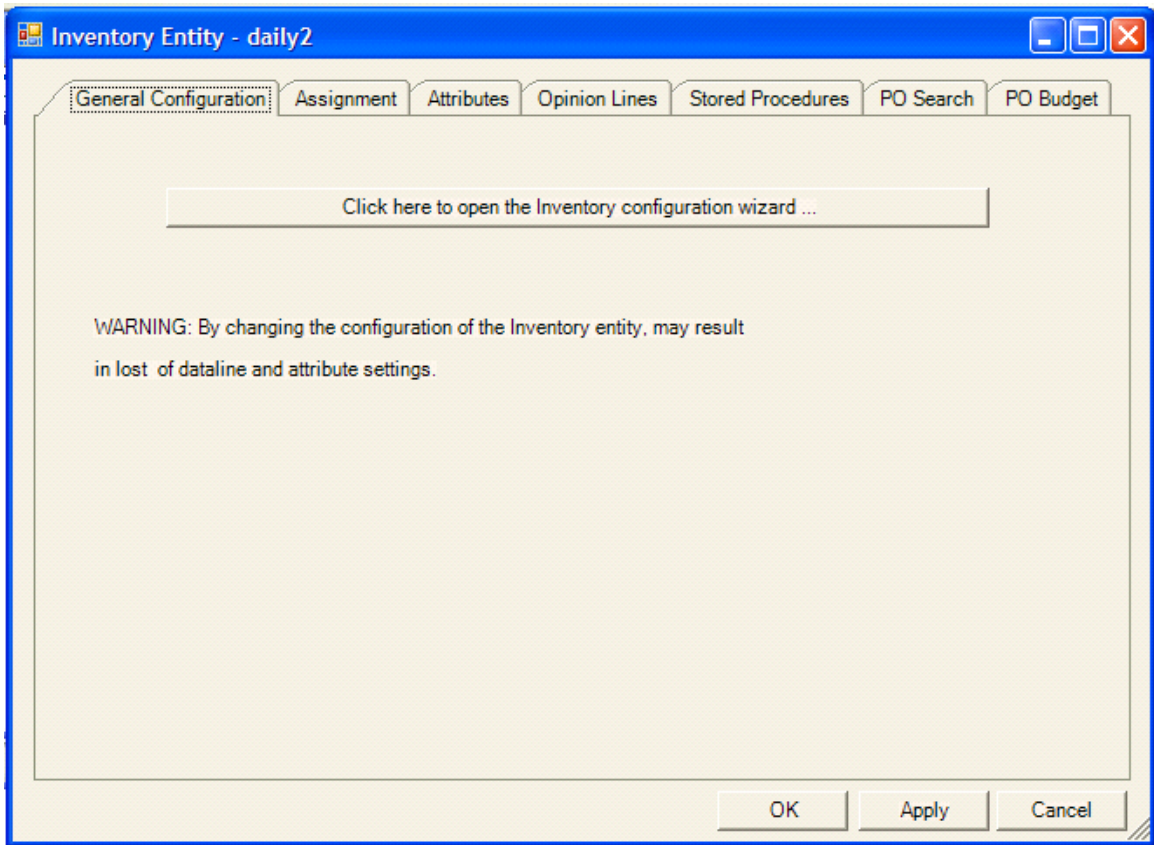 Inventory Entity - daily2
General Configuration Assignment Attributes Opinion Lines Stored Procedures PO Search PO Budget
Click here to open the Inventory configuration wizard ...
WARNING: By changing the configuration of the Inventory entity, may result
in lost of dataline and attribute settings.
OK Apply Cancel